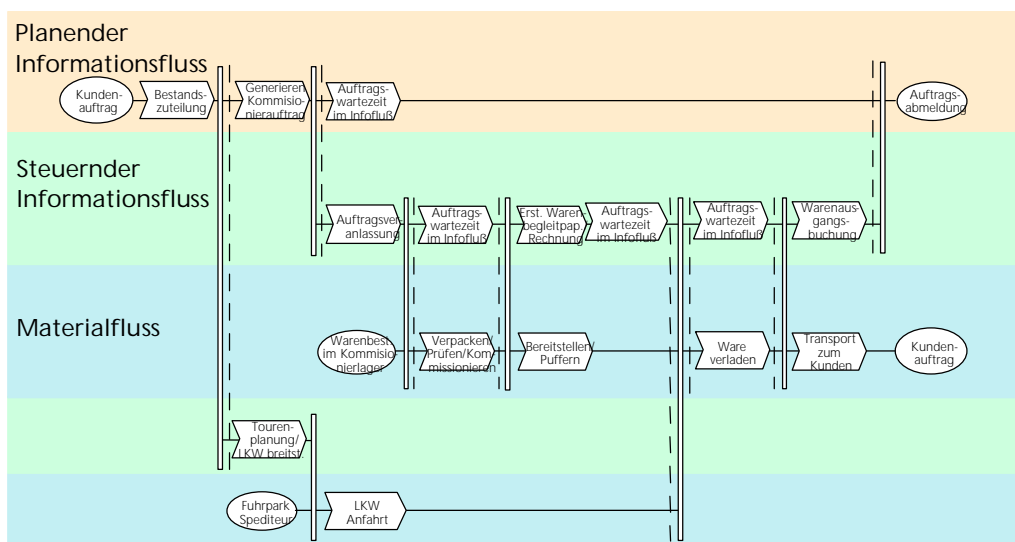 Planender
Informationsfluss
Kunden-
auftrag
Bestands-
zuteilung
Generieren
Kommisio-
nierauftrag
Auftrags-
wartezeit
im Infofluß
Auftrags-
abmeldung
Steuernder
Informationsfluss
Auftragsver-
anlassung
Auftrags-
wartezeit
im Infofluß
Erst. Waren-
begleitpap.
Rechnung
Auftrags-
wartezeit
im Infofluß
Auftrags-
wartezeit
im Infofluß
Warenaus-
gangs-
buchung
Materialfluss
Warenbest.
im Kommisio-
nierlager
Verpacken/
Prüfen/Kom-
missionieren
Bereitstellen/
Puffern
Ware
verladen
Transport
zum
Kunden
Kunden-
auftrag
Touren-
planung/
LKW breitst.
Fuhrpark
Spediteur
LKW
Anfahrt